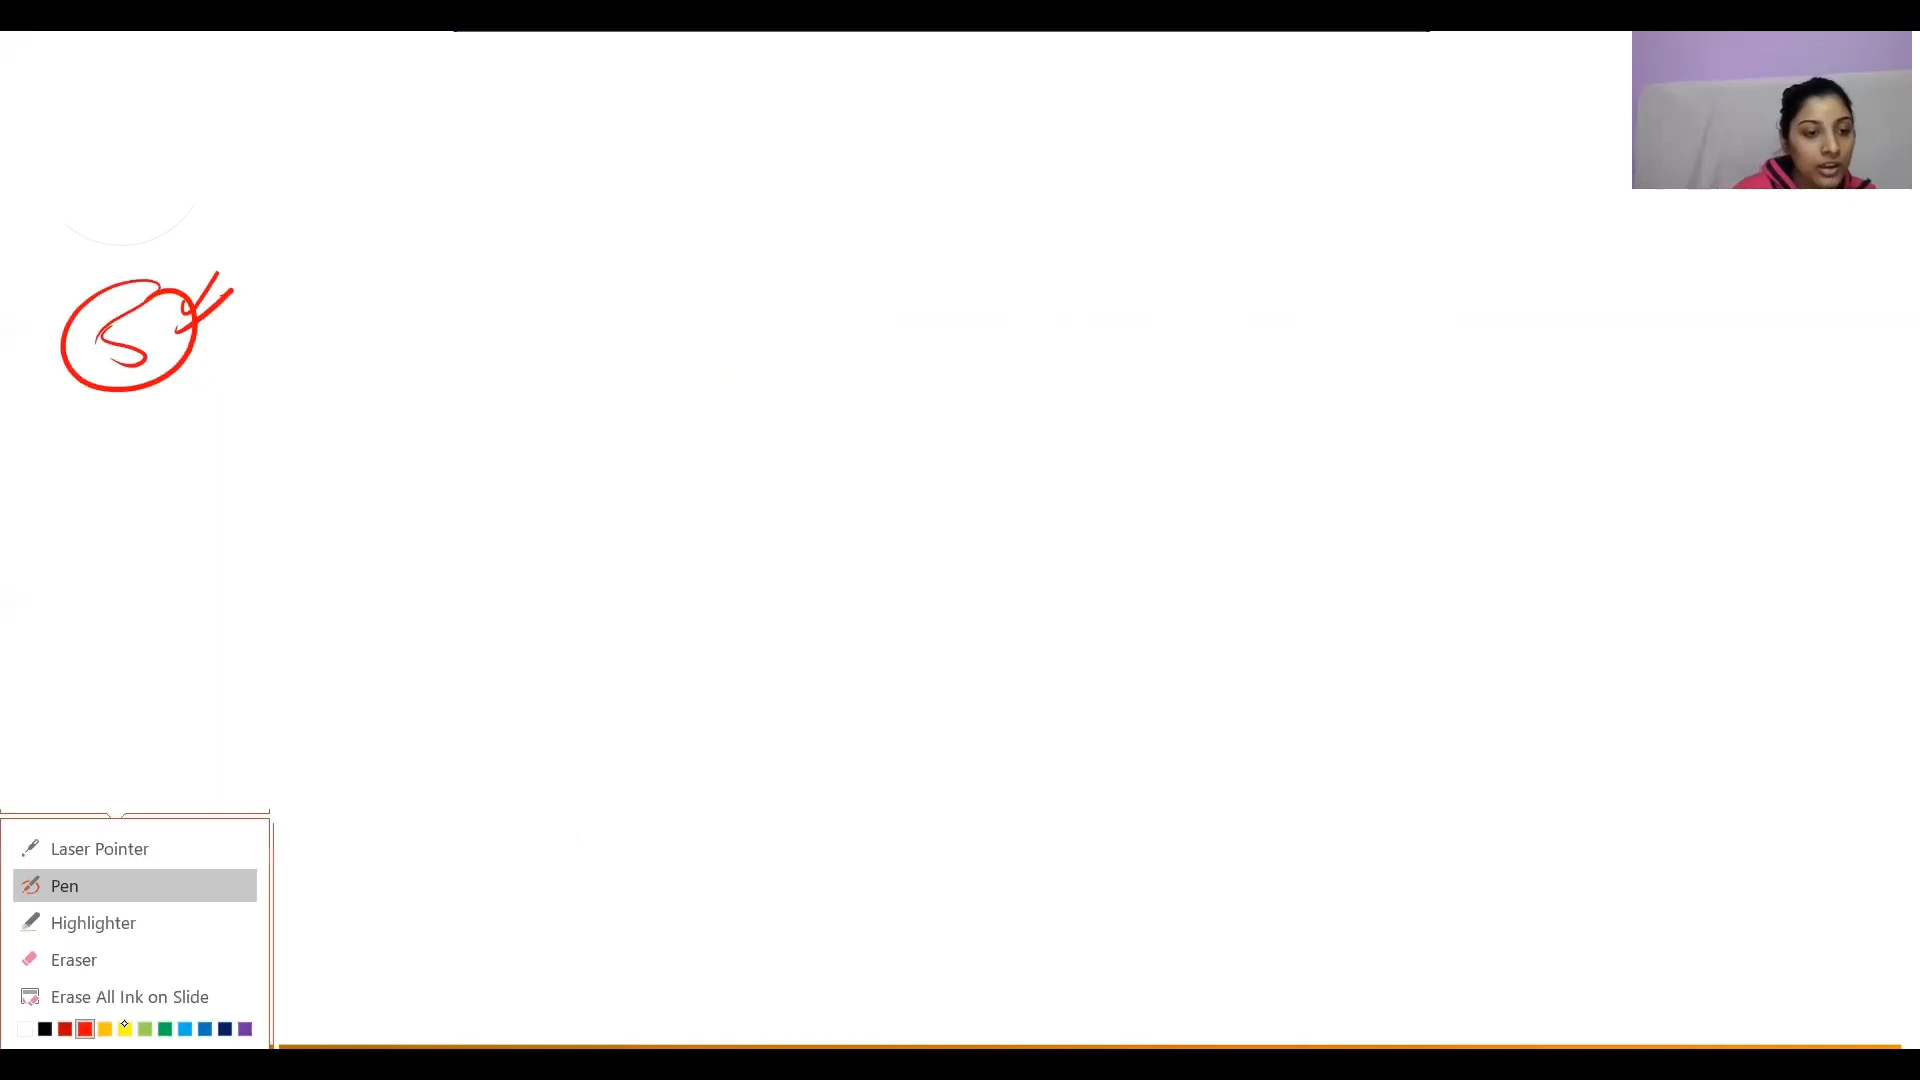 S
Laser Pointer
Pen
Highlighter
Eraser
Erase All Ink on Slide